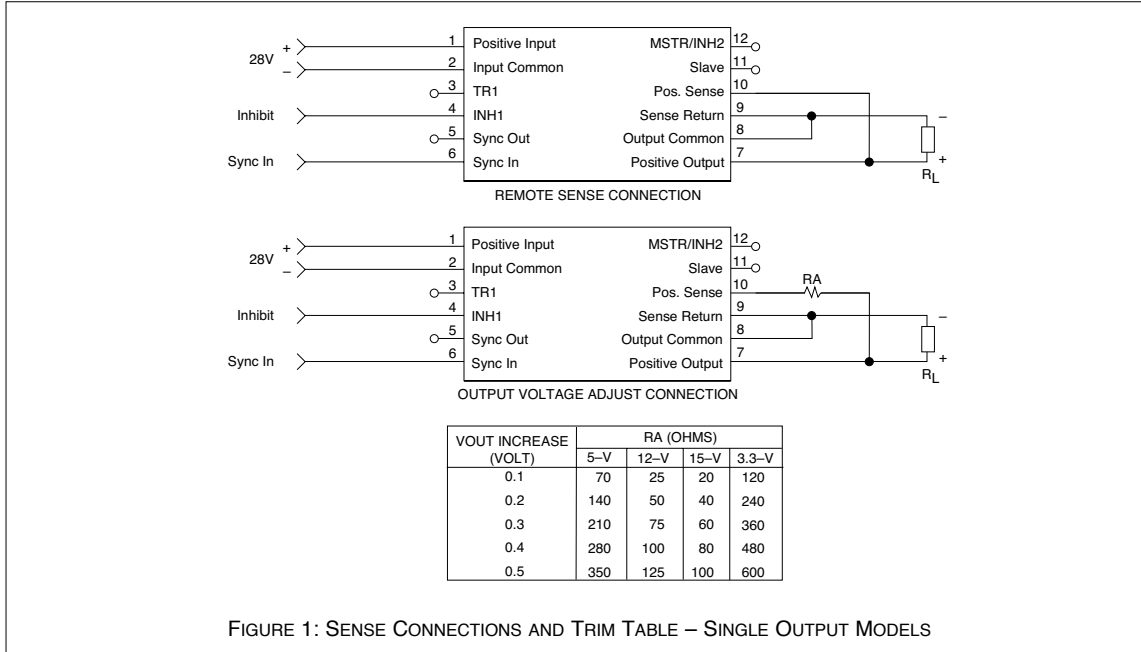 28V
+
–
Inhibit
Sync In
1
2
3
4
5
6
Positive Input
Input Common
TR1
INH1
Sync Out
Sync In
MSTR/INH2
Slave
Pos. Sense
Sense Return
Output Common
Positive Output
12
11
10
9
8
7
–
+
RL
REMOTE SENSE CONNECTION
28V
+
–
Inhibit
Sync In
1
2
3
4
5
6
Positive Input
Input Common
TR1
INH1
Sync Out
Sync In
MSTR/INH2
Slave
Pos. Sense
Sense Return
Output Common
Positive Output
12
11
10
9
8
7
RA
–
+
RL
OUTPUT VOLTAGE ADJUST CONNECTION
VOUT INCREASE (VOLT) RA (OHMS)
5–V 12–V 15–V 3.3–V
0.1 70 25 20 120
0.2 140 50 40 240
0.3 210 75 60 360
0.4 280 100 80 480
0.5 350 125 100 600
FIGURE 1: SENSE CONNECTIONS AND TRIM TABLE – SINGLE OUTPUT MODELS